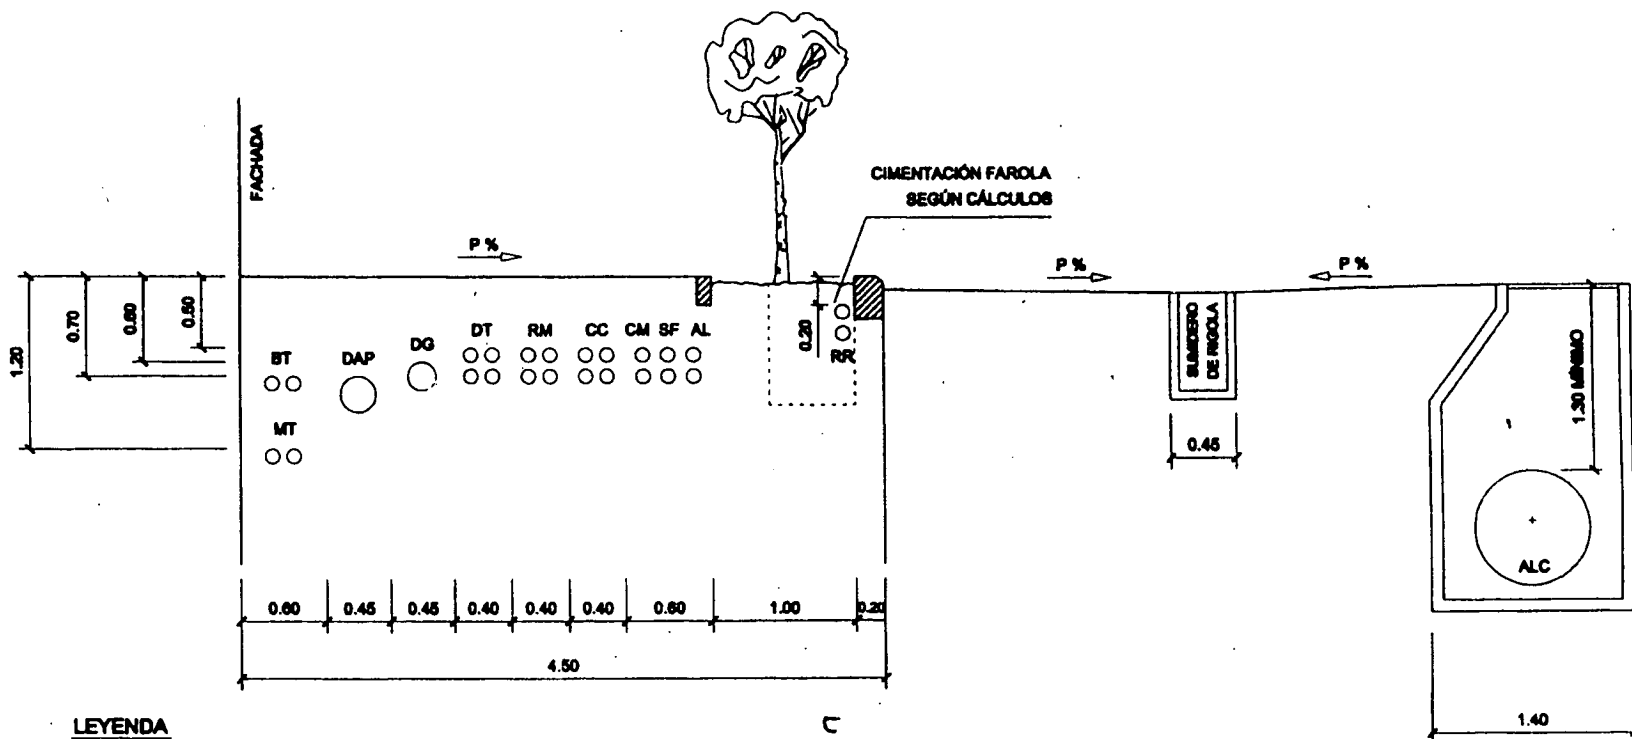 FACHADA
CIMENTACIÓN FAROLA
SEGÚN CÁLCULOS
P %
P %
P %
1.20
0.70
0.60
0.50
BT
DAP
DG
DT
RM
CC
CM
SF
AL
0.20
RR
SUMIDERO
DE RIGOLA
1.30 MÍNIMO
MT
0.45
ALC
0.60
0.45
0.45
0.40
0.40
0.40
0.60
1.00
0.20
4.50
1.40
LEYENDA